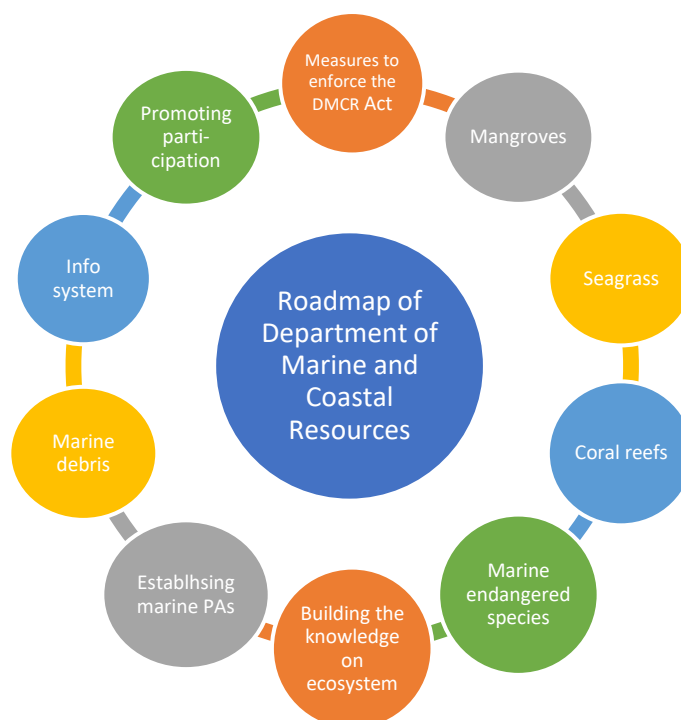 Measures to
enforce the
DMCR Act
Mangroves
Seagrass
Coral reefs
Marine
endangered
species
Building the
knowledge
on
ecosystem
Establhsing
marine PAs
Marine
debris
Info
system
Promoting
parti-
cipation
Roadmap of
Department of
Marine and
Coastal
Resources